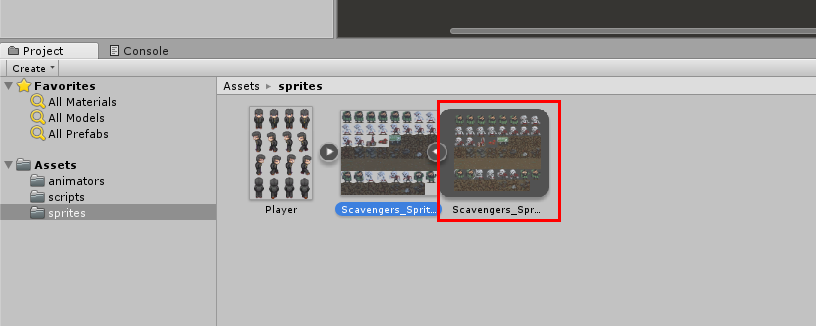 Project
Console
Create
Favorites
All Materials
All Models
All Prefabs
Assets
animators
scripts
sprites
Assets ▸ sprites
Player
Scavengers_Sprit...
Scavengers_Spr...